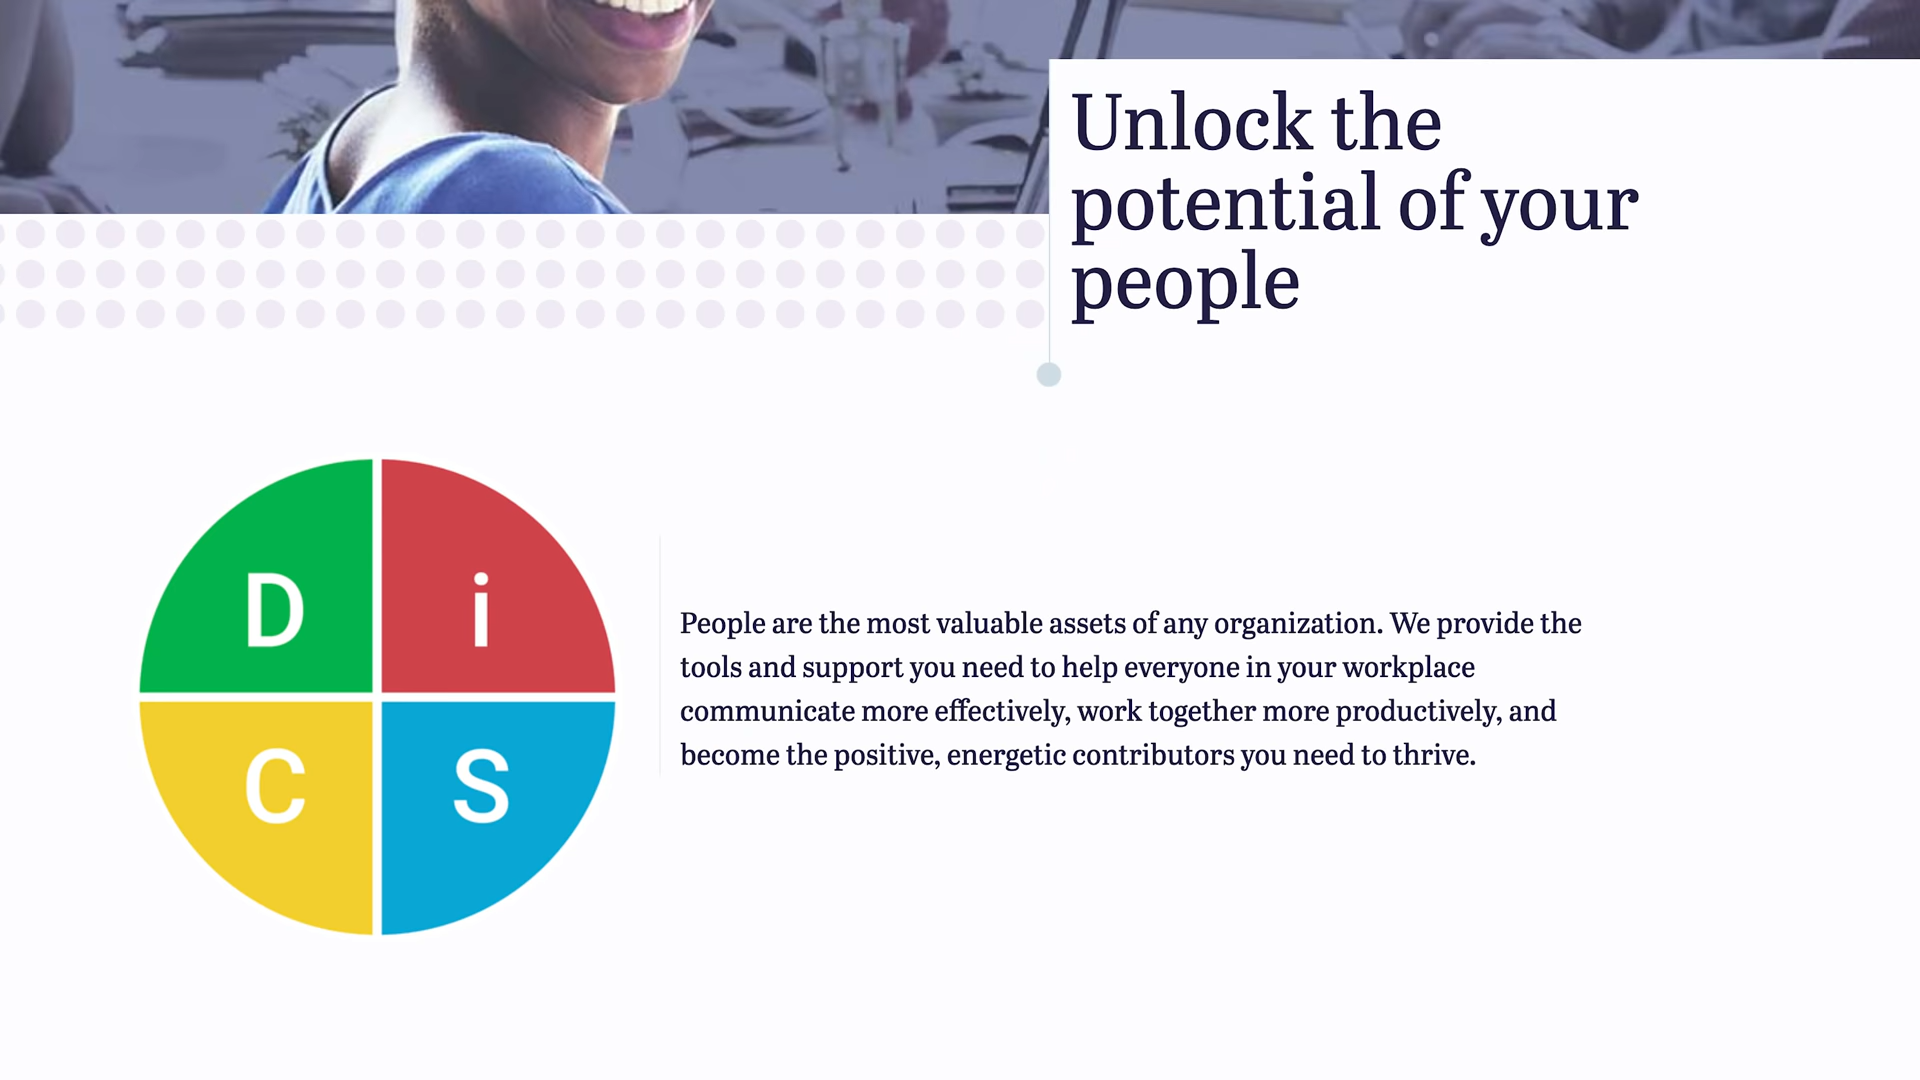 Unlock the
potential of your
people
D
i
C
S
People are the most valuable assets of any organization. We provide the
tools and support you need to help everyone in your workplace
communicate more effectively, work together more productively, and
become the positive, energetic contributors you need to thrive.